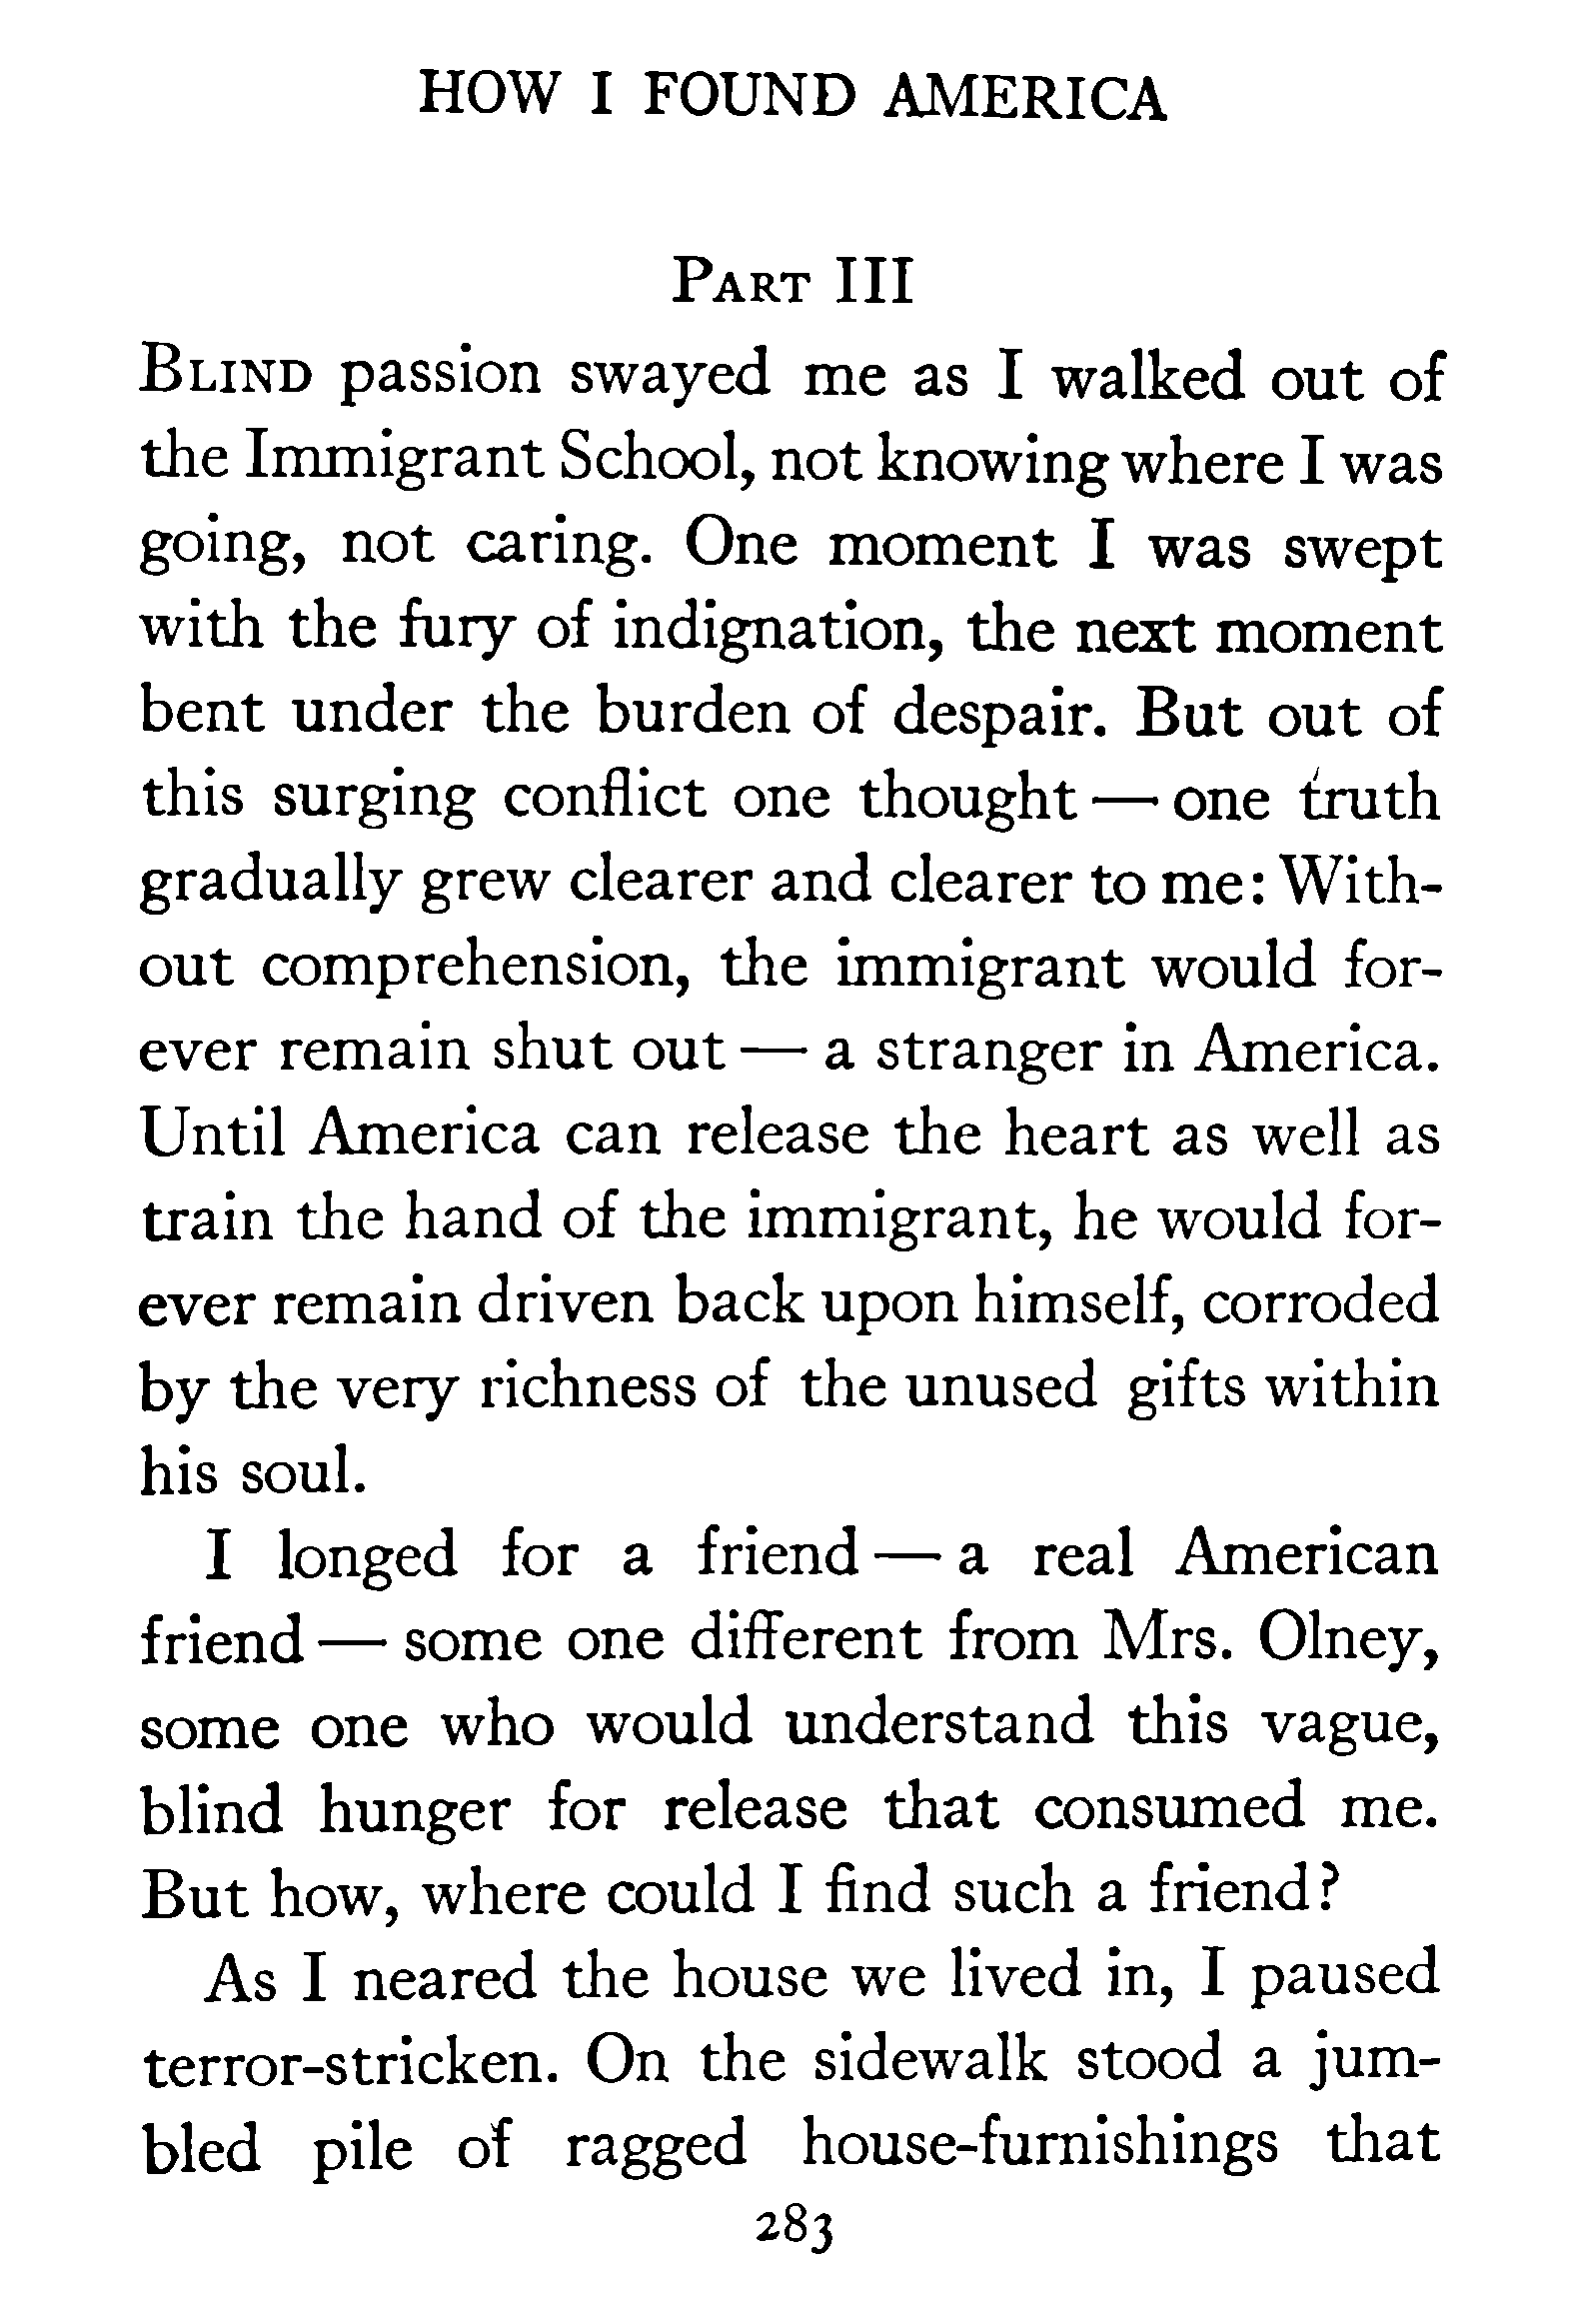 HOW I FOUND AMERICA
PART III
BLIND passion swayed me as I walked out of
the Immigrant School, not knowing where I was
going, not caring. One moment I was swept
with the fury of indignation, the next moment
bent under the burden of despair. But out of
this surging conflict one thought — one truth
gradually grew clearer and clearer to me: With-
out comprehension, the immigrant would for-
ever remain shut out — a stranger in America.
Until America can release the heart as well as
train the hand of the immigrant, he would for-
ever remain driven back upon himself, corroded
by the very richness of the unused gifts within
his soul.
I longed for a friend — a real American
friend — some one different from Mrs. Olney,
some one who would understand this vague,
blind hunger for release that consumed me.
But how, where could I find such a friend?
As I neared the house we lived in, I paused
terror-stricken. On the sidewalk stood a jum-
bled pile of ragged house-furnishings that
283